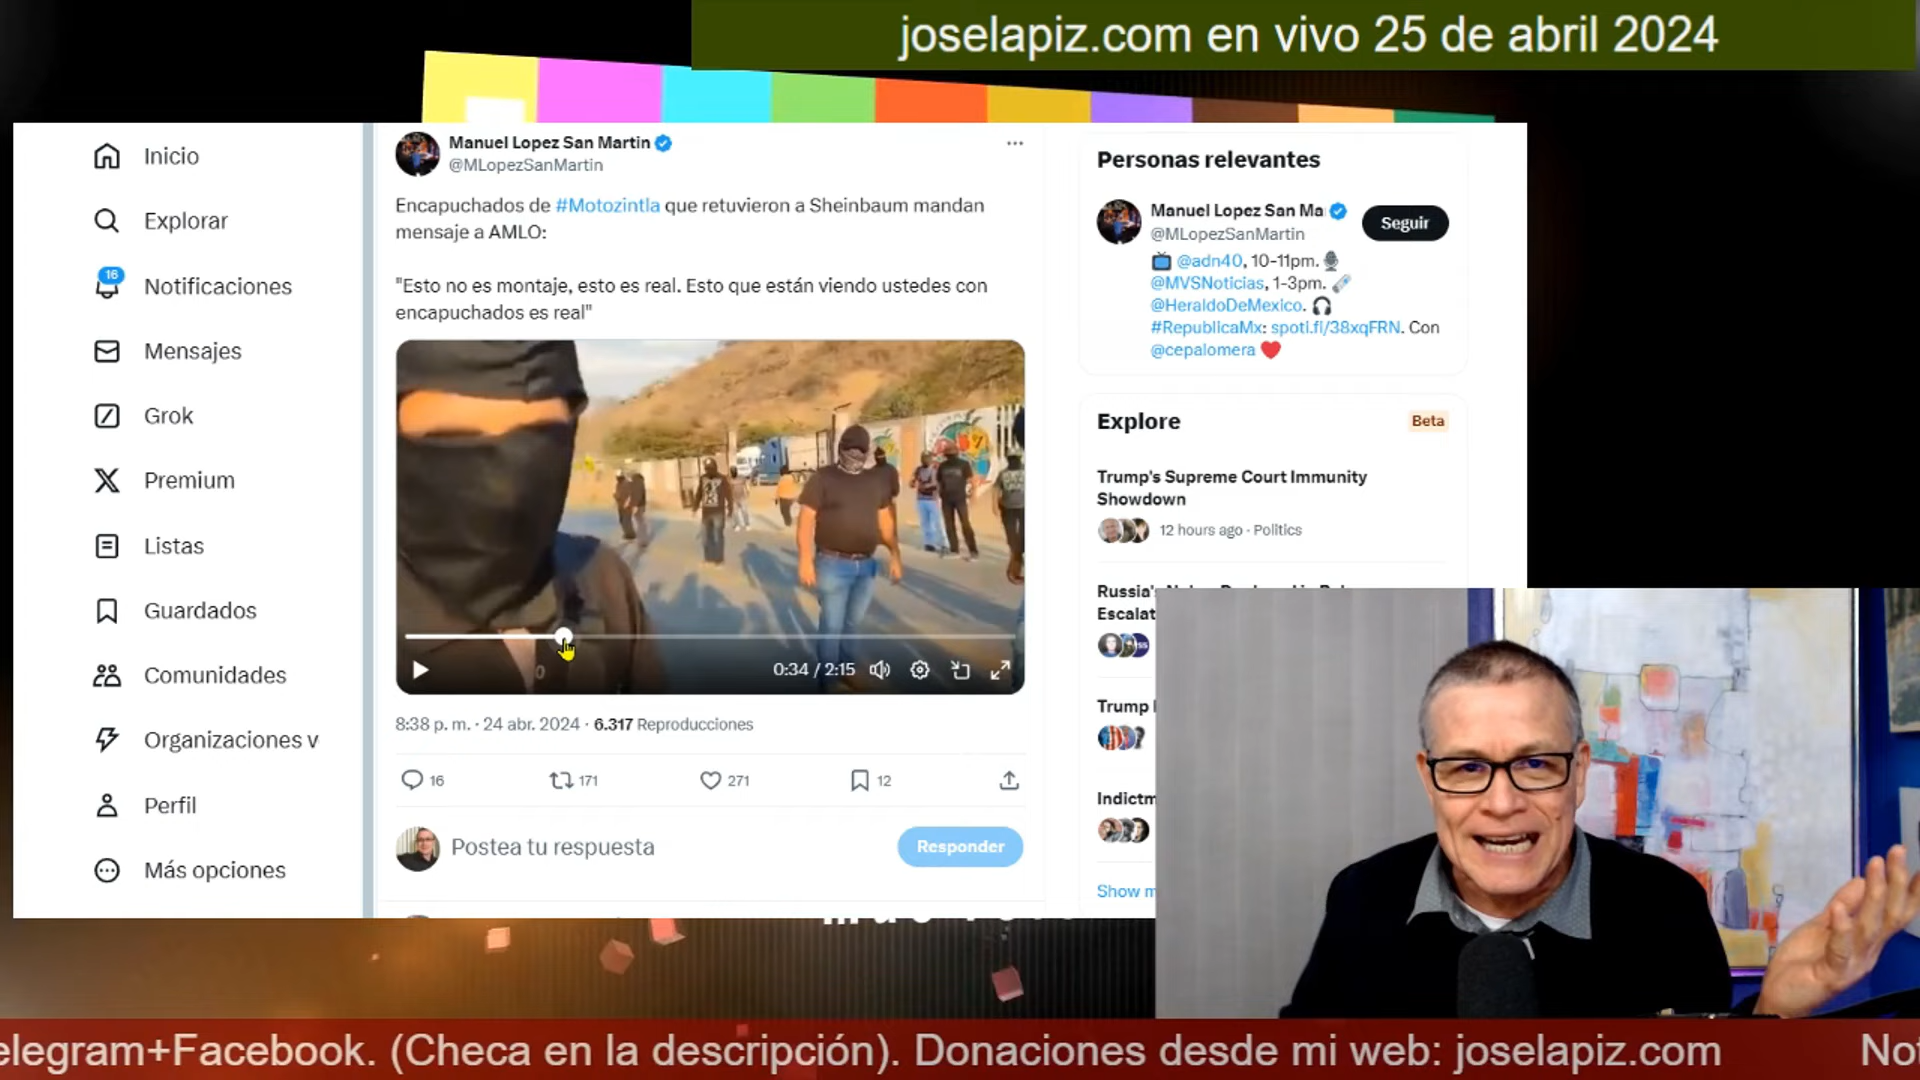 joselapiz.com en vivo 25 de abril 2024
Inicio
Explorar
16
Notificaciones
Mensajes
Grok
Premium
Listas
Guardados
Comunidades
Organizaciones v
Perfil
Más opciones
Manuel Lopez San Martin
@MLopezSanMartin
Encapuchados de #Motozintla que retuvieron a Sheinbaum mandan
mensaje a AMLO:
"Esto no es montaje, esto es real. Esto que están viendo ustedes con
encapuchados es real"
0:34 / 2:15
8:38 p. m. · 24 abr. 2024 · 6.317 Reproducciones
16 171 271 12
Postea tu respuesta
Responder
Personas relevantes
Manuel Lopez San Ma
@MLopezSanMartin
Seguir
@adn40, 10-11pm.
@MVSNoticias, 1-3pm.
@HeraldoDeMexico.
#RepublicaMx: spoti.fi/38xqFRN. Con
@cepalomera
Explore
Beta
Trump's Supreme Court Immunity
Showdown
12 hours ago · Politics
Russia's
Escalat
Trump
Indictm
Show m
elegram+Facebook. (Checa en la descripción). Donaciones desde mi web: joselapiz.com Not